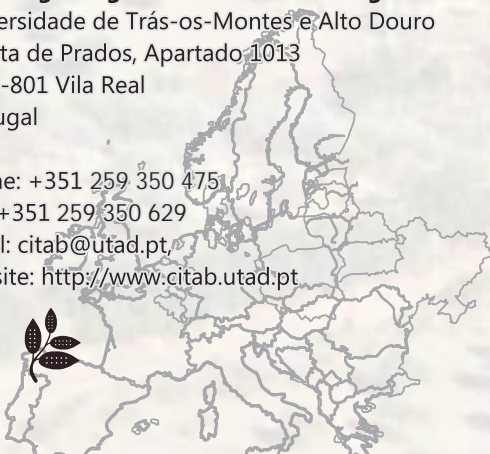 ersidade de Trás-os-Montes e Alto Douro
ta de Prados, Apartado 1013
-801 Vila Real
ugal
e: +351 259 350 475
+351 259 350 629
l: citab@utad.pt,
site: http://www.citab.utad.pt